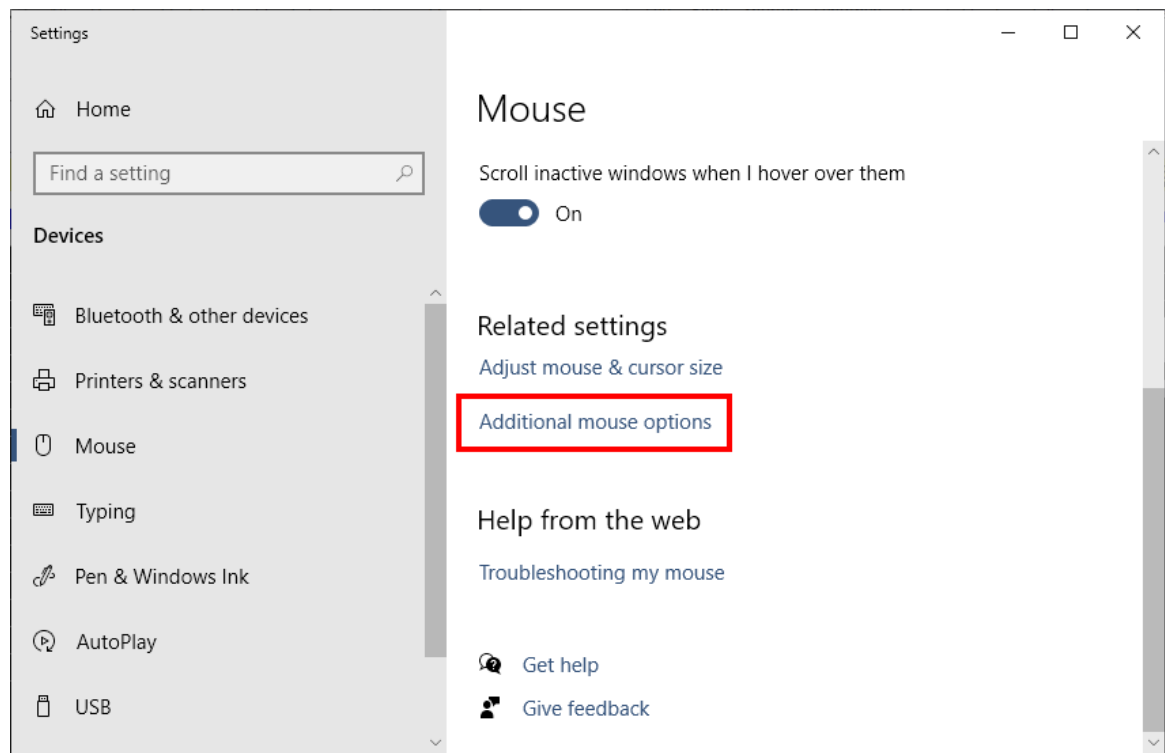 Settings
Home
Find a setting
Devices
Bluetooth & other devices
Printers & scanners
Mouse
Typing
Pen & Windows Ink
AutoPlay
USB
Mouse
Scroll inactive windows when I hover over them
On
Related settings
Adjust mouse & cursor size
Additional mouse options
Help from the web
Troubleshooting my mouse
Get help
Give feedback